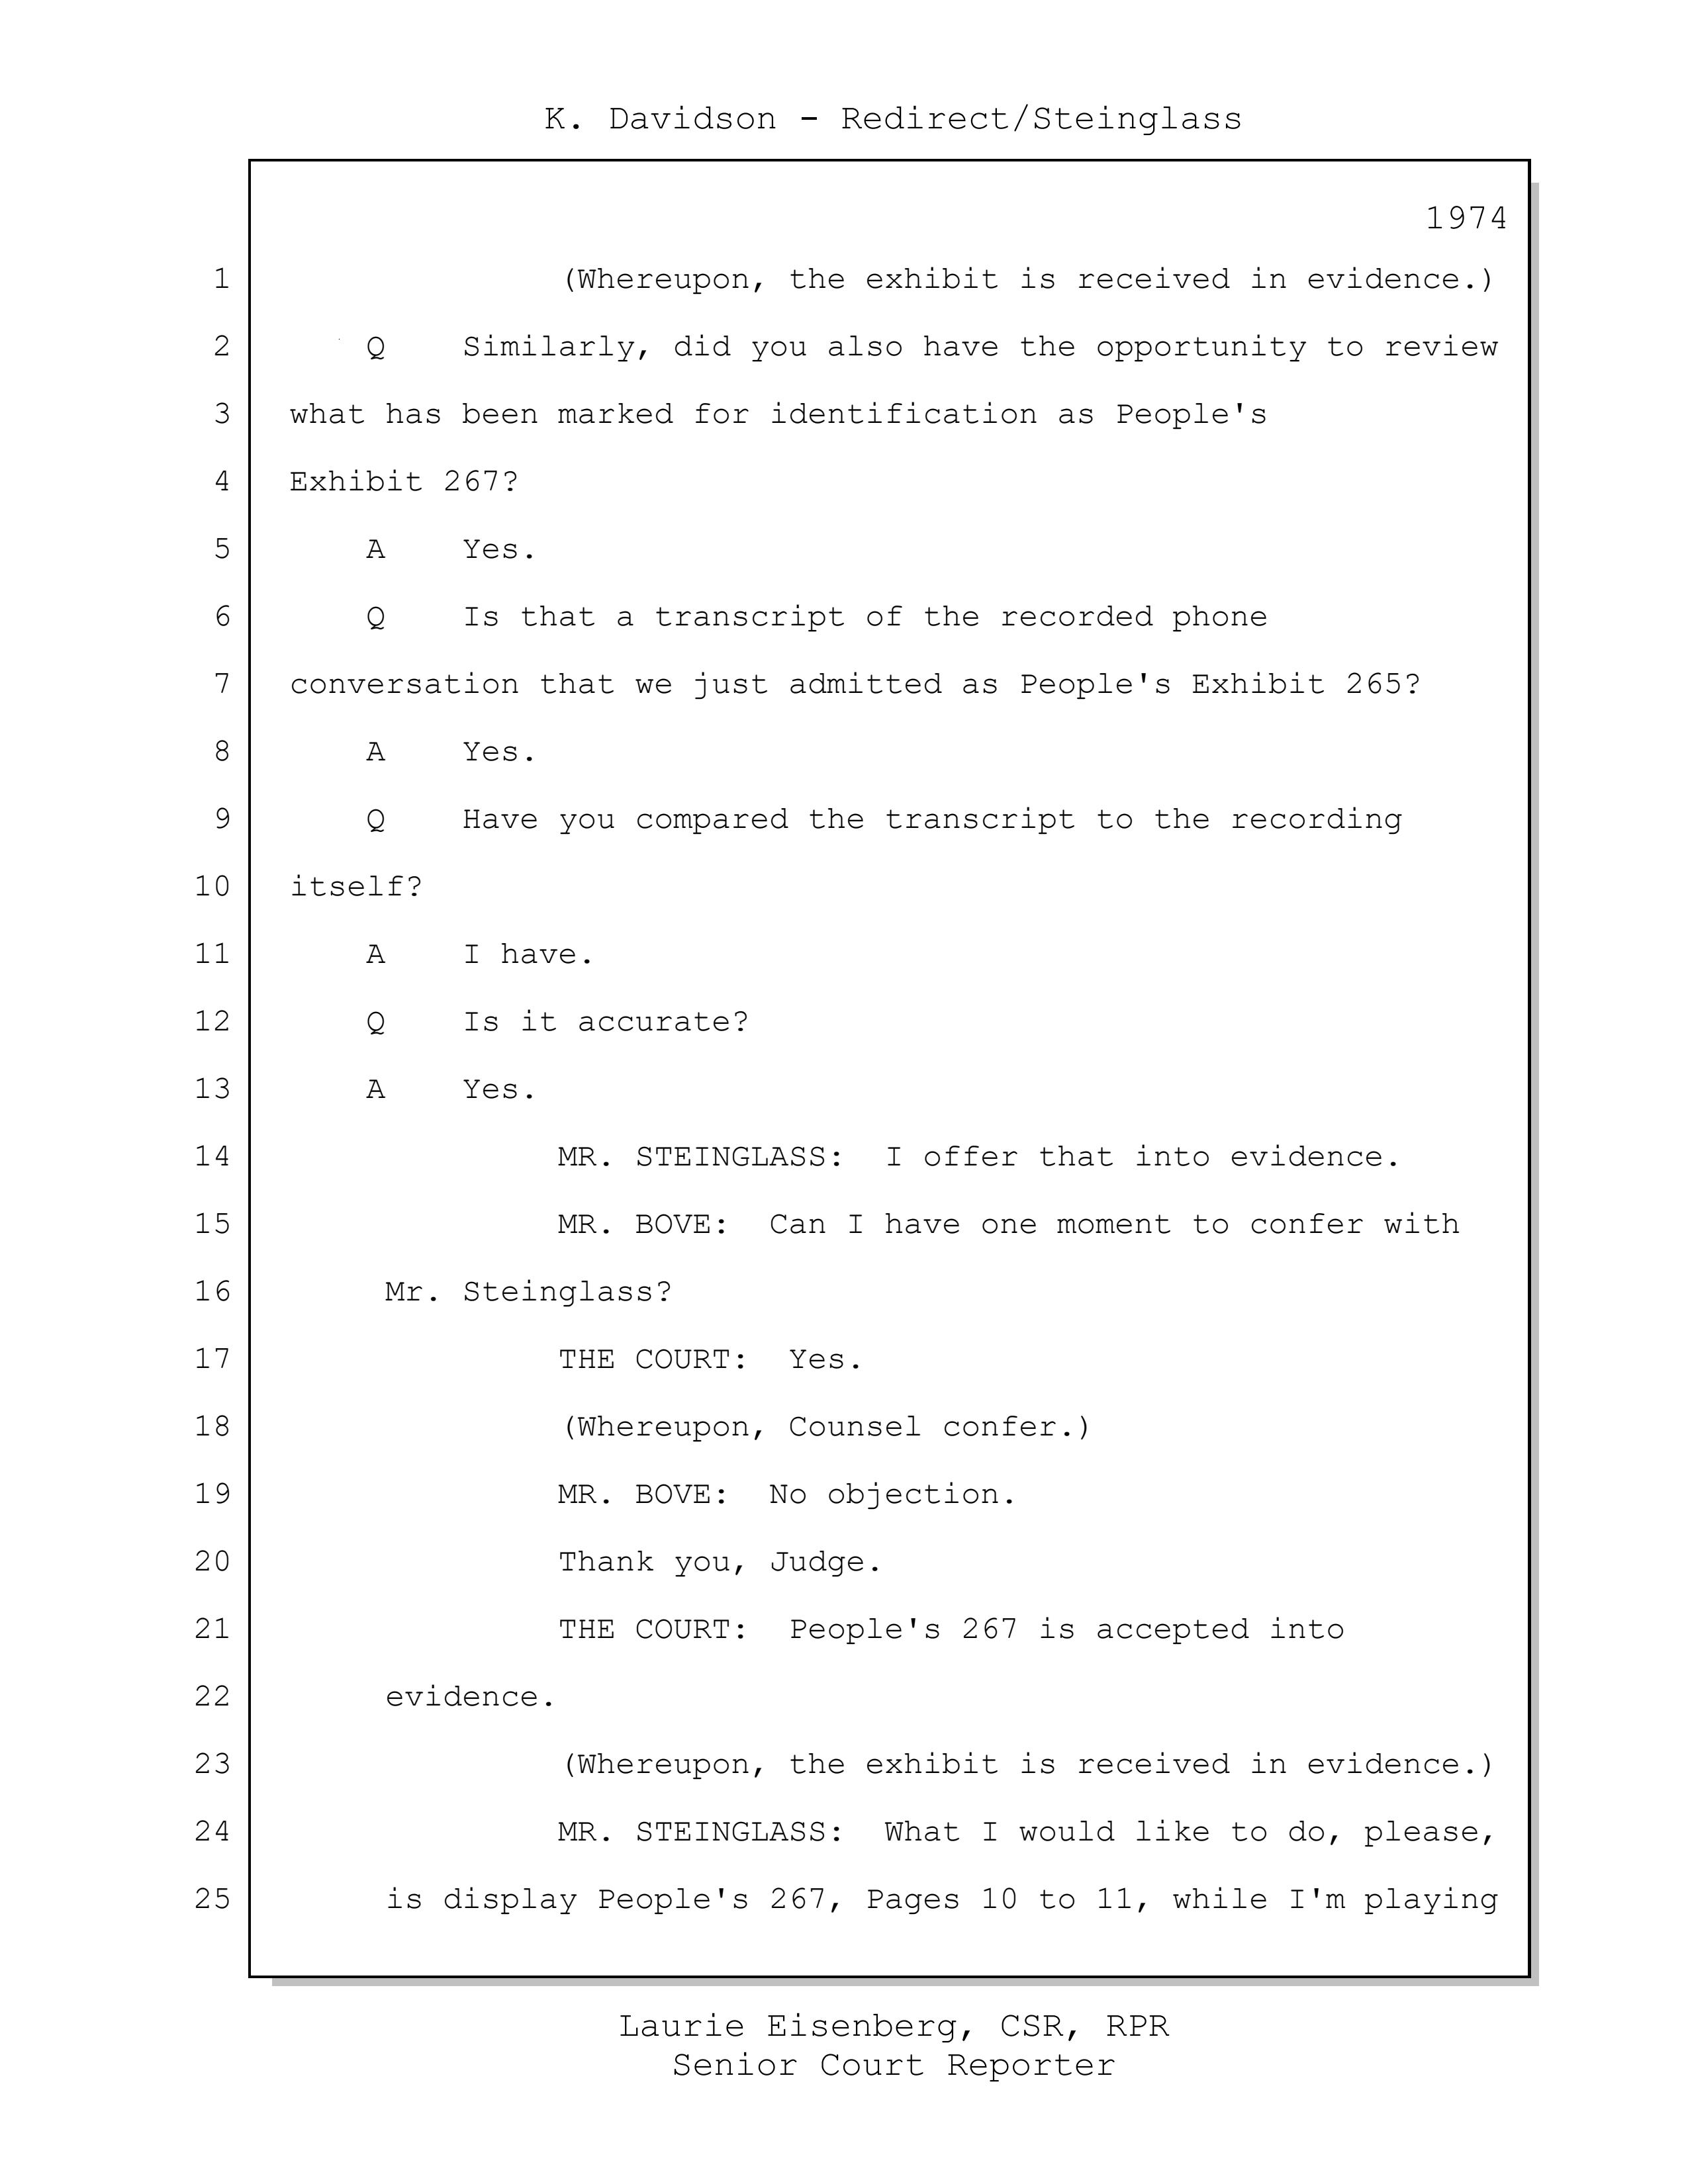 K. Davidson - Redirect/Steinglass
1974
1 (Whereupon, the exhibit is received in evidence.)
2 Q Similarly, did you also have the opportunity to review
3 what has been marked for identification as People's
4 Exhibit 267?
5 A Yes.
6 Q Is that a transcript of the recorded phone
7 conversation that we just admitted as People's Exhibit 265?
8 A Yes.
9 Q Have you compared the transcript to the recording
10 itself?
11 A I have.
12 Q Is it accurate?
13 A Yes.
14 MR. STEINGLASS: I offer that into evidence.
15 MR. BOVE: Can I have one moment to confer with
16 Mr. Steinglass?
17 THE COURT: Yes.
18 (Whereupon, Counsel confer.)
19 MR. BOVE: No objection.
20 Thank you, Judge.
21 THE COURT: People's 267 is accepted into
22 evidence.
23 (Whereupon, the exhibit is received in evidence.)
24 MR. STEINGLASS: What I would like to do, please,
25 is display People's 267, Pages 10 to 11, while I'm playing
Laurie Eisenberg, CSR, RPR
Senior Court Reporter